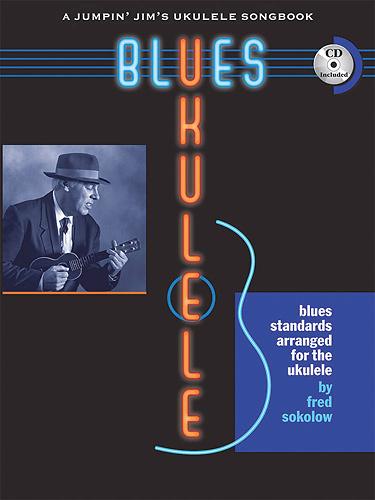 A JUMPIN' JIM'S UKULELE SONGBOOK
BLUES
CD
Included
UKULELE
blues
standards
arranged
for the
ukulele
by
fred
sokolow